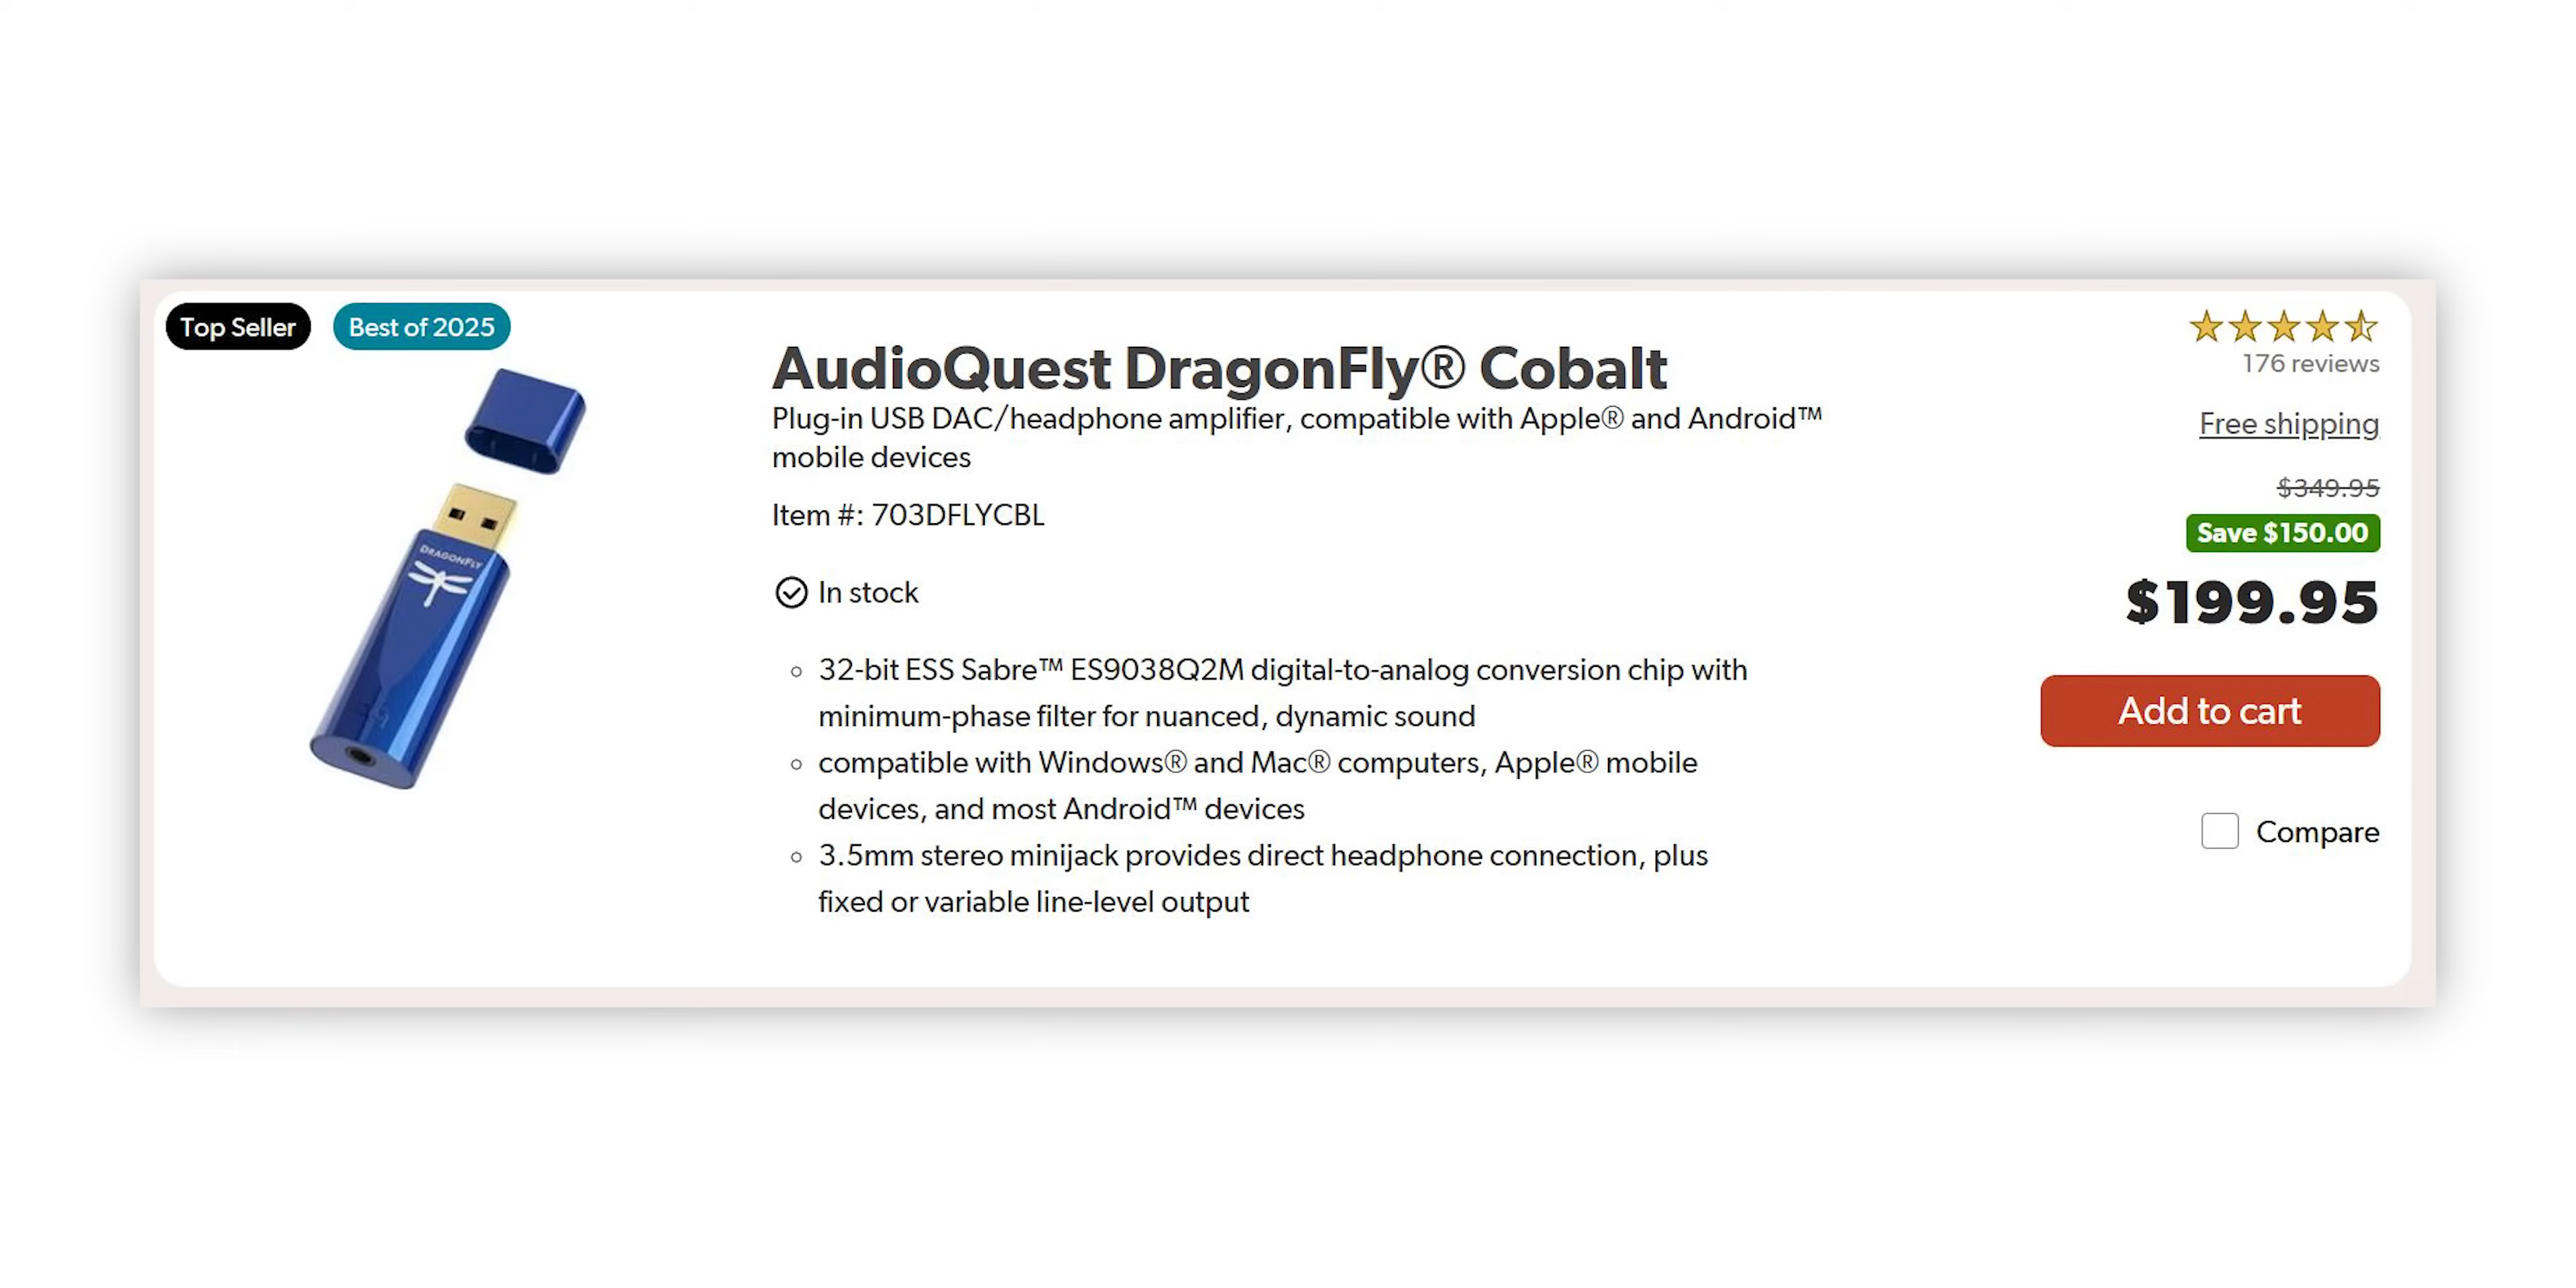 Top Seller
Best of 2025
DRAGONFLY
AudioQuest DragonFly® Cobalt
Plug-in USB DAC/headphone amplifier, compatible with Apple® and Android™
mobile devices
Item #: 703DFLYCBL
In stock
32-bit ESS Sabre™ ES9038Q2M digital-to-analog conversion chip with
minimum-phase filter for nuanced, dynamic sound
compatible with Windows® and Mac® computers, Apple® mobile
devices, and most Android™ devices
3.5mm stereo minijack provides direct headphone connection, plus
fixed or variable line-level output
176 reviews
Free shipping
$349.95
Save $150.00
$199.95
Add to cart
Compare